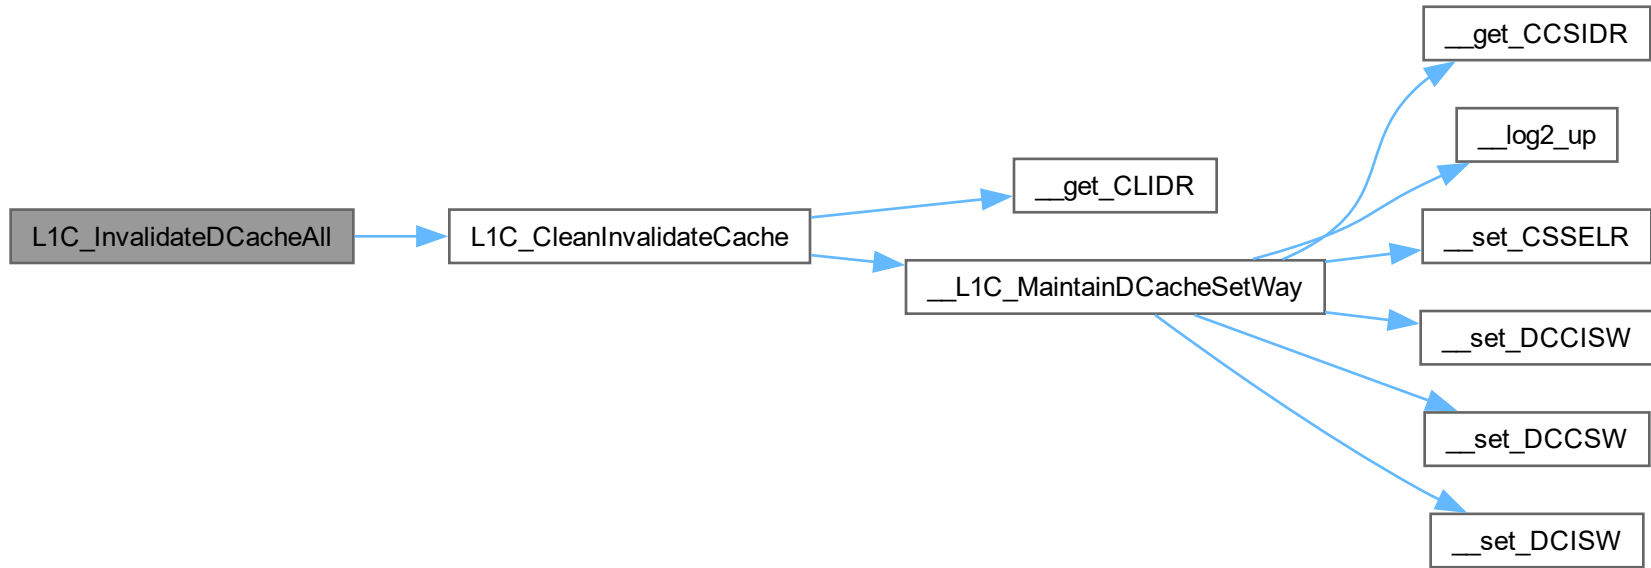 L1C_InvalidateDCacheAll
L1C_CleanInvalidateCache
__get_CLIDR
__L1C_MaintainDCacheSetWay
__get_CCSIDR
__log2_up
__set_CSSELR
__set_DCCISW
__set_DCCSW
__set_DCISW